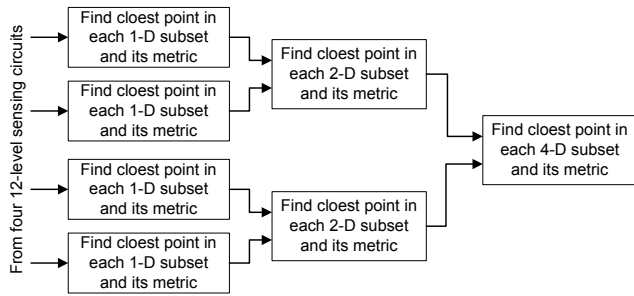 From four 12-level sensing circuits
Find cloest point in
each 1-D subset
and its metric
Find cloest point in
each 1-D subset
and its metric
Find cloest point in
each 1-D subset
and its metric
Find cloest point in
each 1-D subset
and its metric
Find cloest point in
each 2-D subset
and its metric
Find cloest point in
each 2-D subset
and its metric
Find cloest point in
each 4-D subset
and its metric